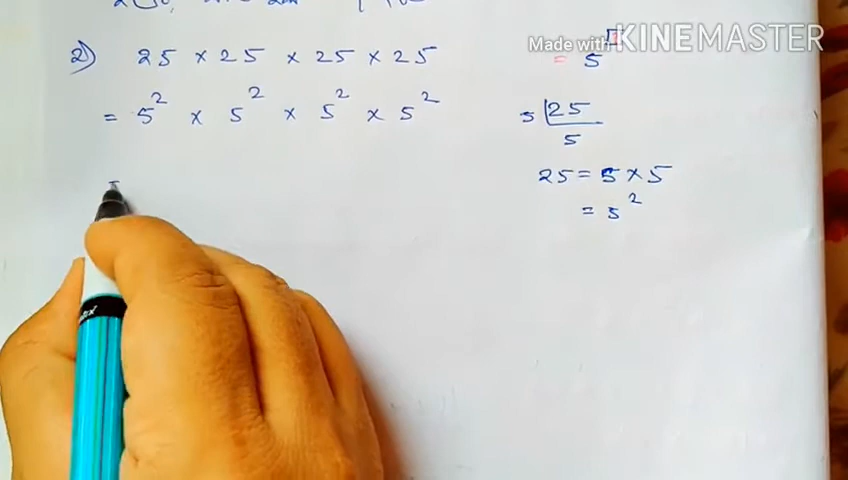 2) 25 × 25 × 25 × 25
= 5² × 5² × 5² × 5²
Made with KINEMASTER
= 5
5 25
5
25 = 5 × 5
= 5²